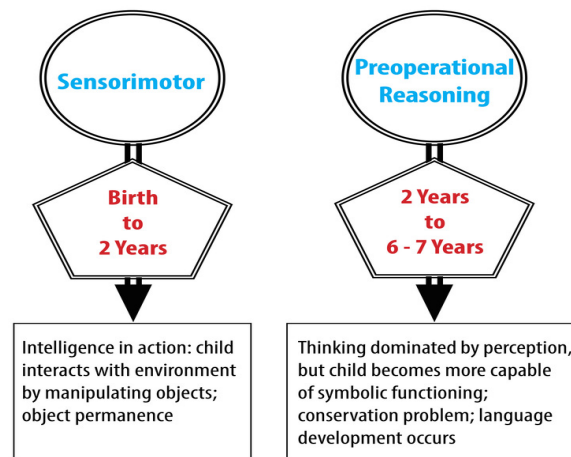 Sensorimotor
Birth
to
2 Years
Intelligence in action: child
interacts with environment
by manipulating objects;
object permanence
Preoperational
Reasoning
2 Years
to
6 - 7 Years
Thinking dominated by perception,
but child becomes more capable
of symbolic functioning;
conservation problem; language
development occurs